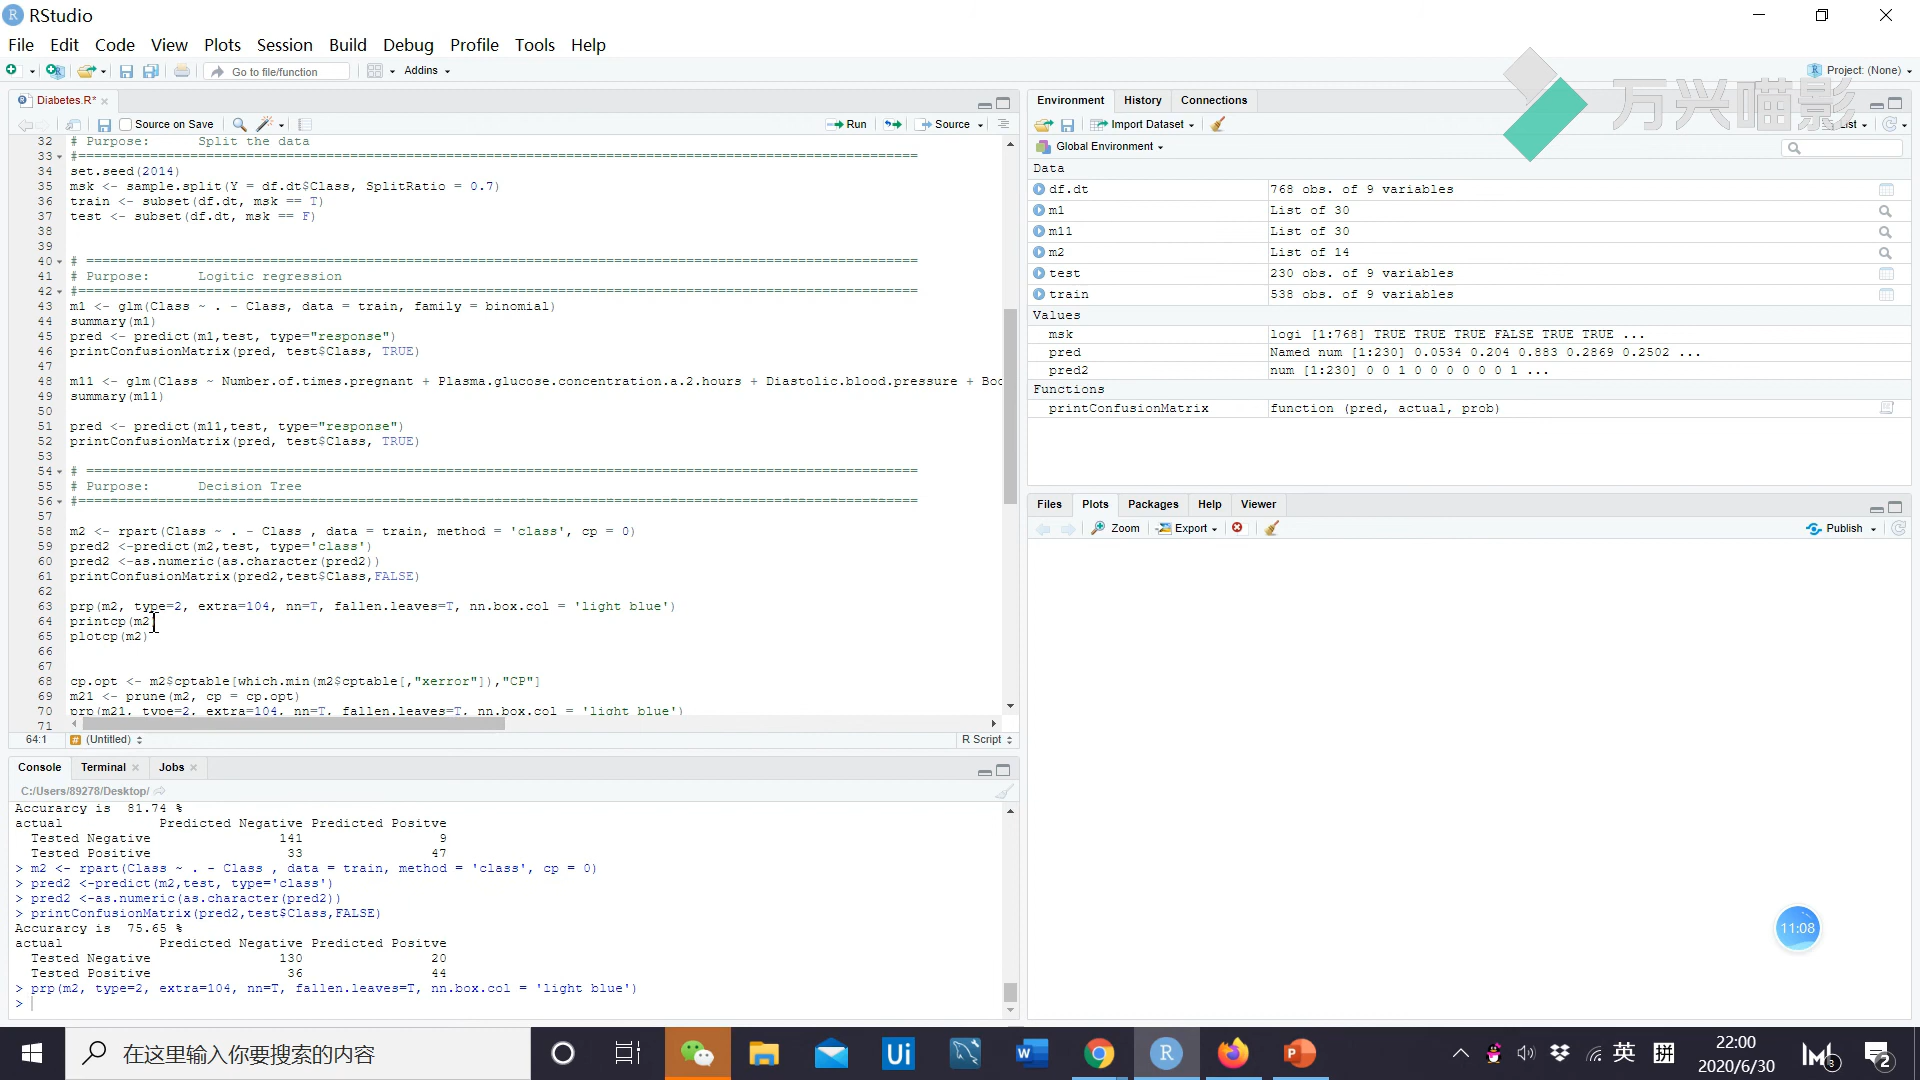 RStudio
File Edit Code View Plots Session Build Debug Profile Tools Help
Go to file/function Addins Project: (None)
万兴喵影
Diabetes.R*
Source on Save Run Source
32 # Purpose: Split the data
33 #========================================================================================================
34 set.seed(2014)
35 msk <- sample.split(Y = df.dt$Class, SplitRatio = 0.7)
36 train <- subset(df.dt, msk == T)
37 test <- subset(df.dt, msk == F)
38
39
40 # ========================================================================================================
41 # Purpose: Logitic regression
42 #========================================================================================================
43 m1 <- glm(Class ~ . - Class, data = train, family = binomial)
44 summary(m1)
45 pred <- predict(m1,test, type="response")
46 printConfusionMatrix(pred, test$Class, TRUE)
47
48 m11 <- glm(Class ~ Number.of.times.pregnant + Plasma.glucose.concentration.a.2.hours + Diastolic.blood.pressure + Boo
49 summary(m11)
50
51 pred <- predict(m11,test, type="response")
52 printConfusionMatrix(pred, test$Class, TRUE)
53
54 # ========================================================================================================
55 # Purpose: Decision Tree
56 #========================================================================================================
57
58 m2 <- rpart(Class ~ . - Class , data = train, method = 'class', cp = 0)
59 pred2 <-predict(m2,test, type='class')
60 pred2 <-as.numeric(as.character(pred2))
61 printConfusionMatrix(pred2,test$Class,FALSE)
62
63 prp(m2, type=2, extra=104, nn=T, fallen.leaves=T, nn.box.col = 'light blue')
64 printcp(m2)
65 plotcp(m2)
66
67
68 cp.opt <- m2$cptable[which.min(m2$cptable[,"xerror"]),"CP"]
69 m21 <- prune(m2, cp = cp.opt)
70 prp(m21, type=2, extra=104, nn=T, fallen.leaves=T, nn.box.col = 'light blue')
71
64:1 (Untitled) R Script
Console Terminal Jobs
C:/Users/89278/Desktop/
Accurarcy is 81.74 %
actual Predicted Negative Predicted Positve
Tested Negative 141 9
Tested Positive 33 47
> m2 <- rpart(Class ~ . - Class , data = train, method = 'class', cp = 0)
> pred2 <-predict(m2,test, type='class')
> pred2 <-as.numeric(as.character(pred2))
> printConfusionMatrix(pred2,test$Class,FALSE)
Accurarcy is 75.65 %
actual Predicted Negative Predicted Positve
Tested Negative 130 20
Tested Positive 36 44
> prp(m2, type=2, extra=104, nn=T, fallen.leaves=T, nn.box.col = 'light blue')
>
Environment History Connections
Import Dataset List
Global Environment
Data
df.dt 768 obs. of 9 variables
m1 List of 30
m11 List of 30
m2 List of 14
test 230 obs. of 9 variables
train 538 obs. of 9 variables
Values
msk logi [1:768] TRUE TRUE TRUE FALSE TRUE TRUE ...
pred Named num [1:230] 0.0534 0.204 0.883 0.2869 0.2502 ...
pred2 num [1:230] 0 0 1 0 0 0 0 0 0 1 ...
Functions
printConfusionMatrix function (pred, actual, prob)
Files Plots Packages Help Viewer
Zoom Export Publish
11:08
在这里输入你要搜索的内容
Ui
英
拼
22:00
2020/6/30
3
2